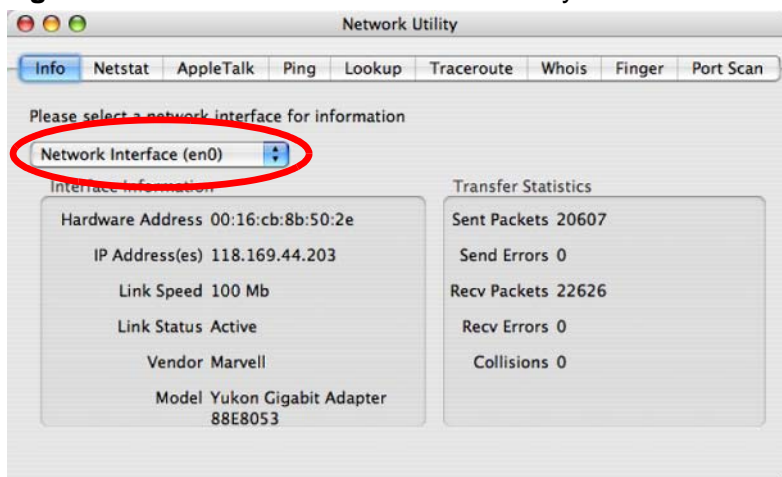 Network Utility
Info Netstat AppleTalk Ping Lookup Traceroute Whois Finger Port Scan
Please select a network interface for information
Network Interface (en0)
Interface Information
Hardware Address 00:16:cb:8b:50:2e
IP Address(es) 118.169.44.203
Link Speed 100 Mb
Link Status Active
Vendor Marvell
Model Yukon Gigabit Adapter
88E8053
Transfer Statistics
Sent Packets 20607
Send Errors 0
Recv Packets 22626
Recv Errors 0
Collisions 0